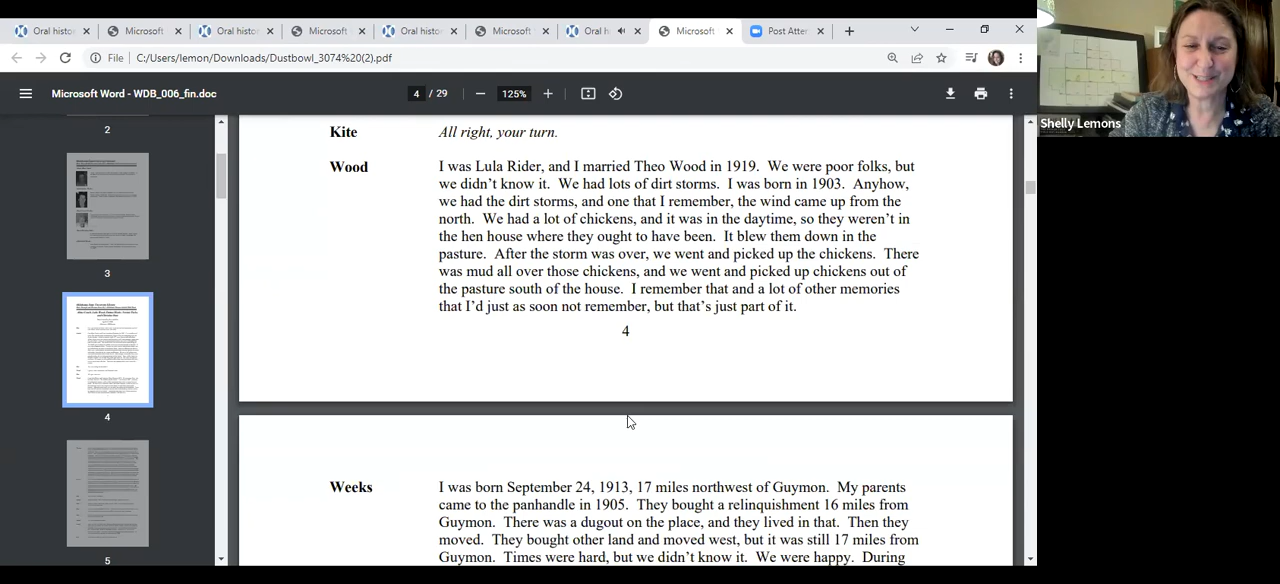 Oral histo
Microsoft
Oral histo
Microsoft
Oral histo
Microsoft
Oral h
Microsoft
Post Atter
File
C:/Users/lemon/Downloads/Dustbowl_3074%20(2).pdf
Microsoft Word - WDB_006_fin.doc
4 / 29
125%
2
3
4
5
Kite All right, your turn.
Wood I was Lula Rider, and I married Theo Wood in 1919. We were poor folks, but
we didn't know it. We had lots of dirt storms. I was born in 1903. Anyhow,
we had the dirt storms, and one that I remember, the wind came up from the
north. We had a lot of chickens, and it was in the daytime, so they weren't in
the hen house where they ought to have been. It blew them down in the
pasture. After the storm was over, we went and picked up the chickens. There
was mud all over those chickens, and we went and picked up chickens out of
the pasture south of the house. I remember that and a lot of other memories
that I'd just as soon not remember, but that's just part of it.
4
Weeks I was born September 24, 1913, 17 miles northwest of Guymon. My parents
came to the panhandle in 1905. They bought a relinquishment 16 miles from
Guymon. There was a dugout on the place, and they lived in that. Then they
moved. They bought other land and moved west, but it was still 17 miles from
Guymon. Times were hard, but we didn't know it. We were happy. During
Shelly Lemons